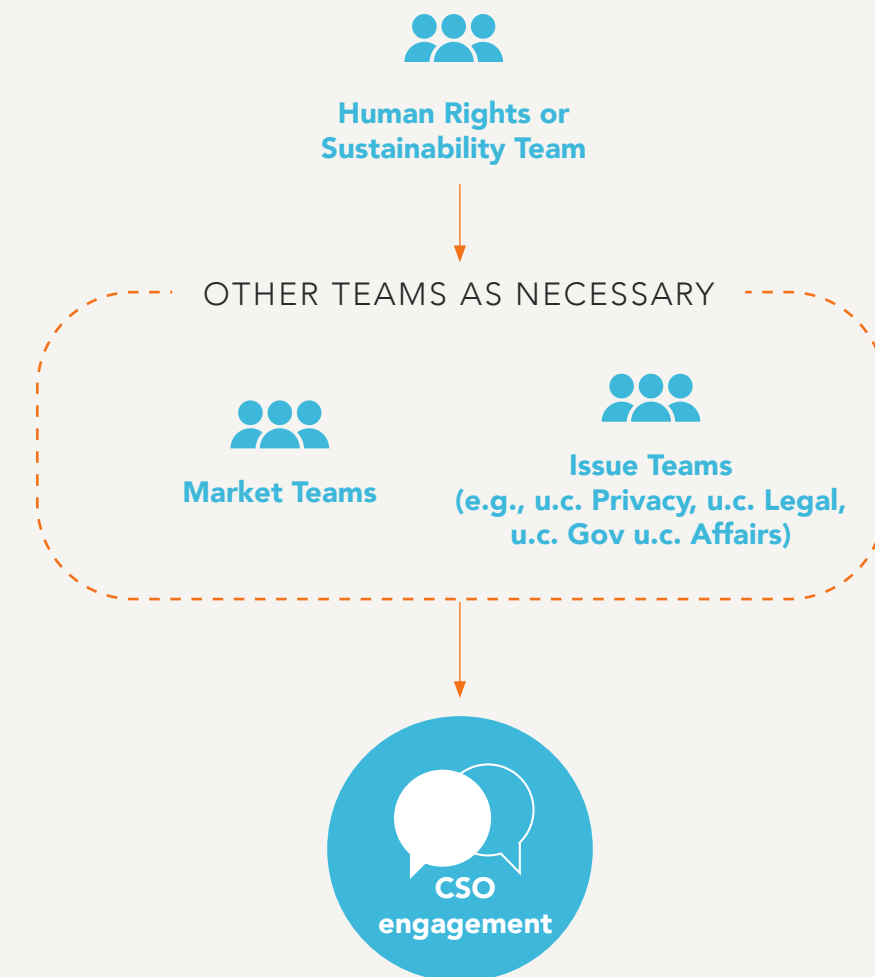 Human Rights or
Sustainability Team
OTHER TEAMS AS NECESSARY
Market Teams
Issue Teams
(e.g., u.c. Privacy, u.c. Legal,
u.c. Gov u.c. Affairs)
CSO
engagement